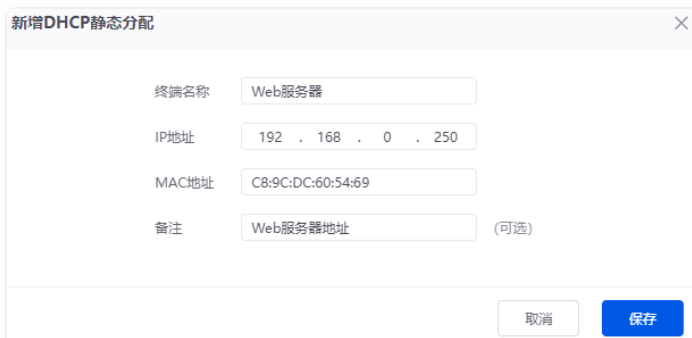 新增DHCP静态分配
终端名称 Web服务器
IP地址 192 . 168 . 0 . 250
MAC地址 C8:9C:DC:60:54:69
备注 Web服务器地址 (可选)
取消 保存